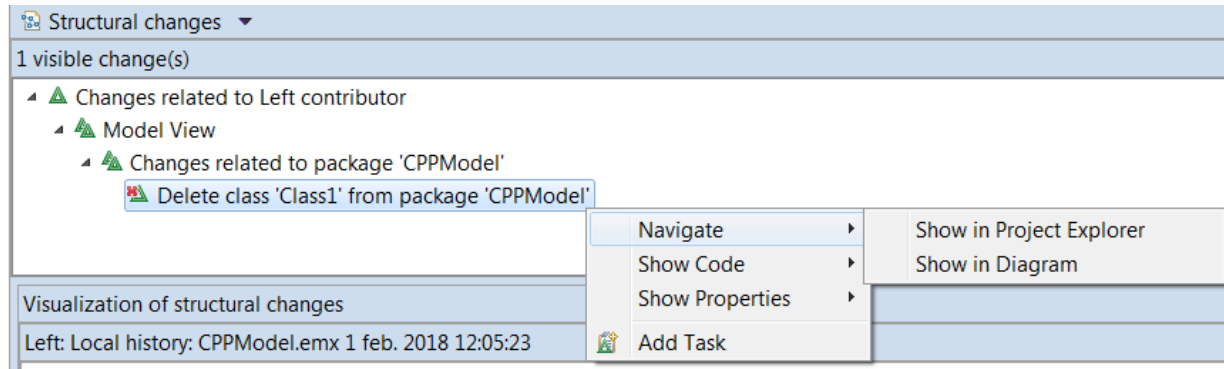 Structural changes
1 visible change(s)
Changes related to Left contributor
Model View
Changes related to package 'CPPModel'
Delete class 'Class1' from package 'CPPModel'
Navigate
Show in Project Explorer
Show Code
Show in Diagram
Show Properties
Visualization of structural changes
Left: Local history: CPPModel.emx 1 feb. 2018 12:05:23
Add Task